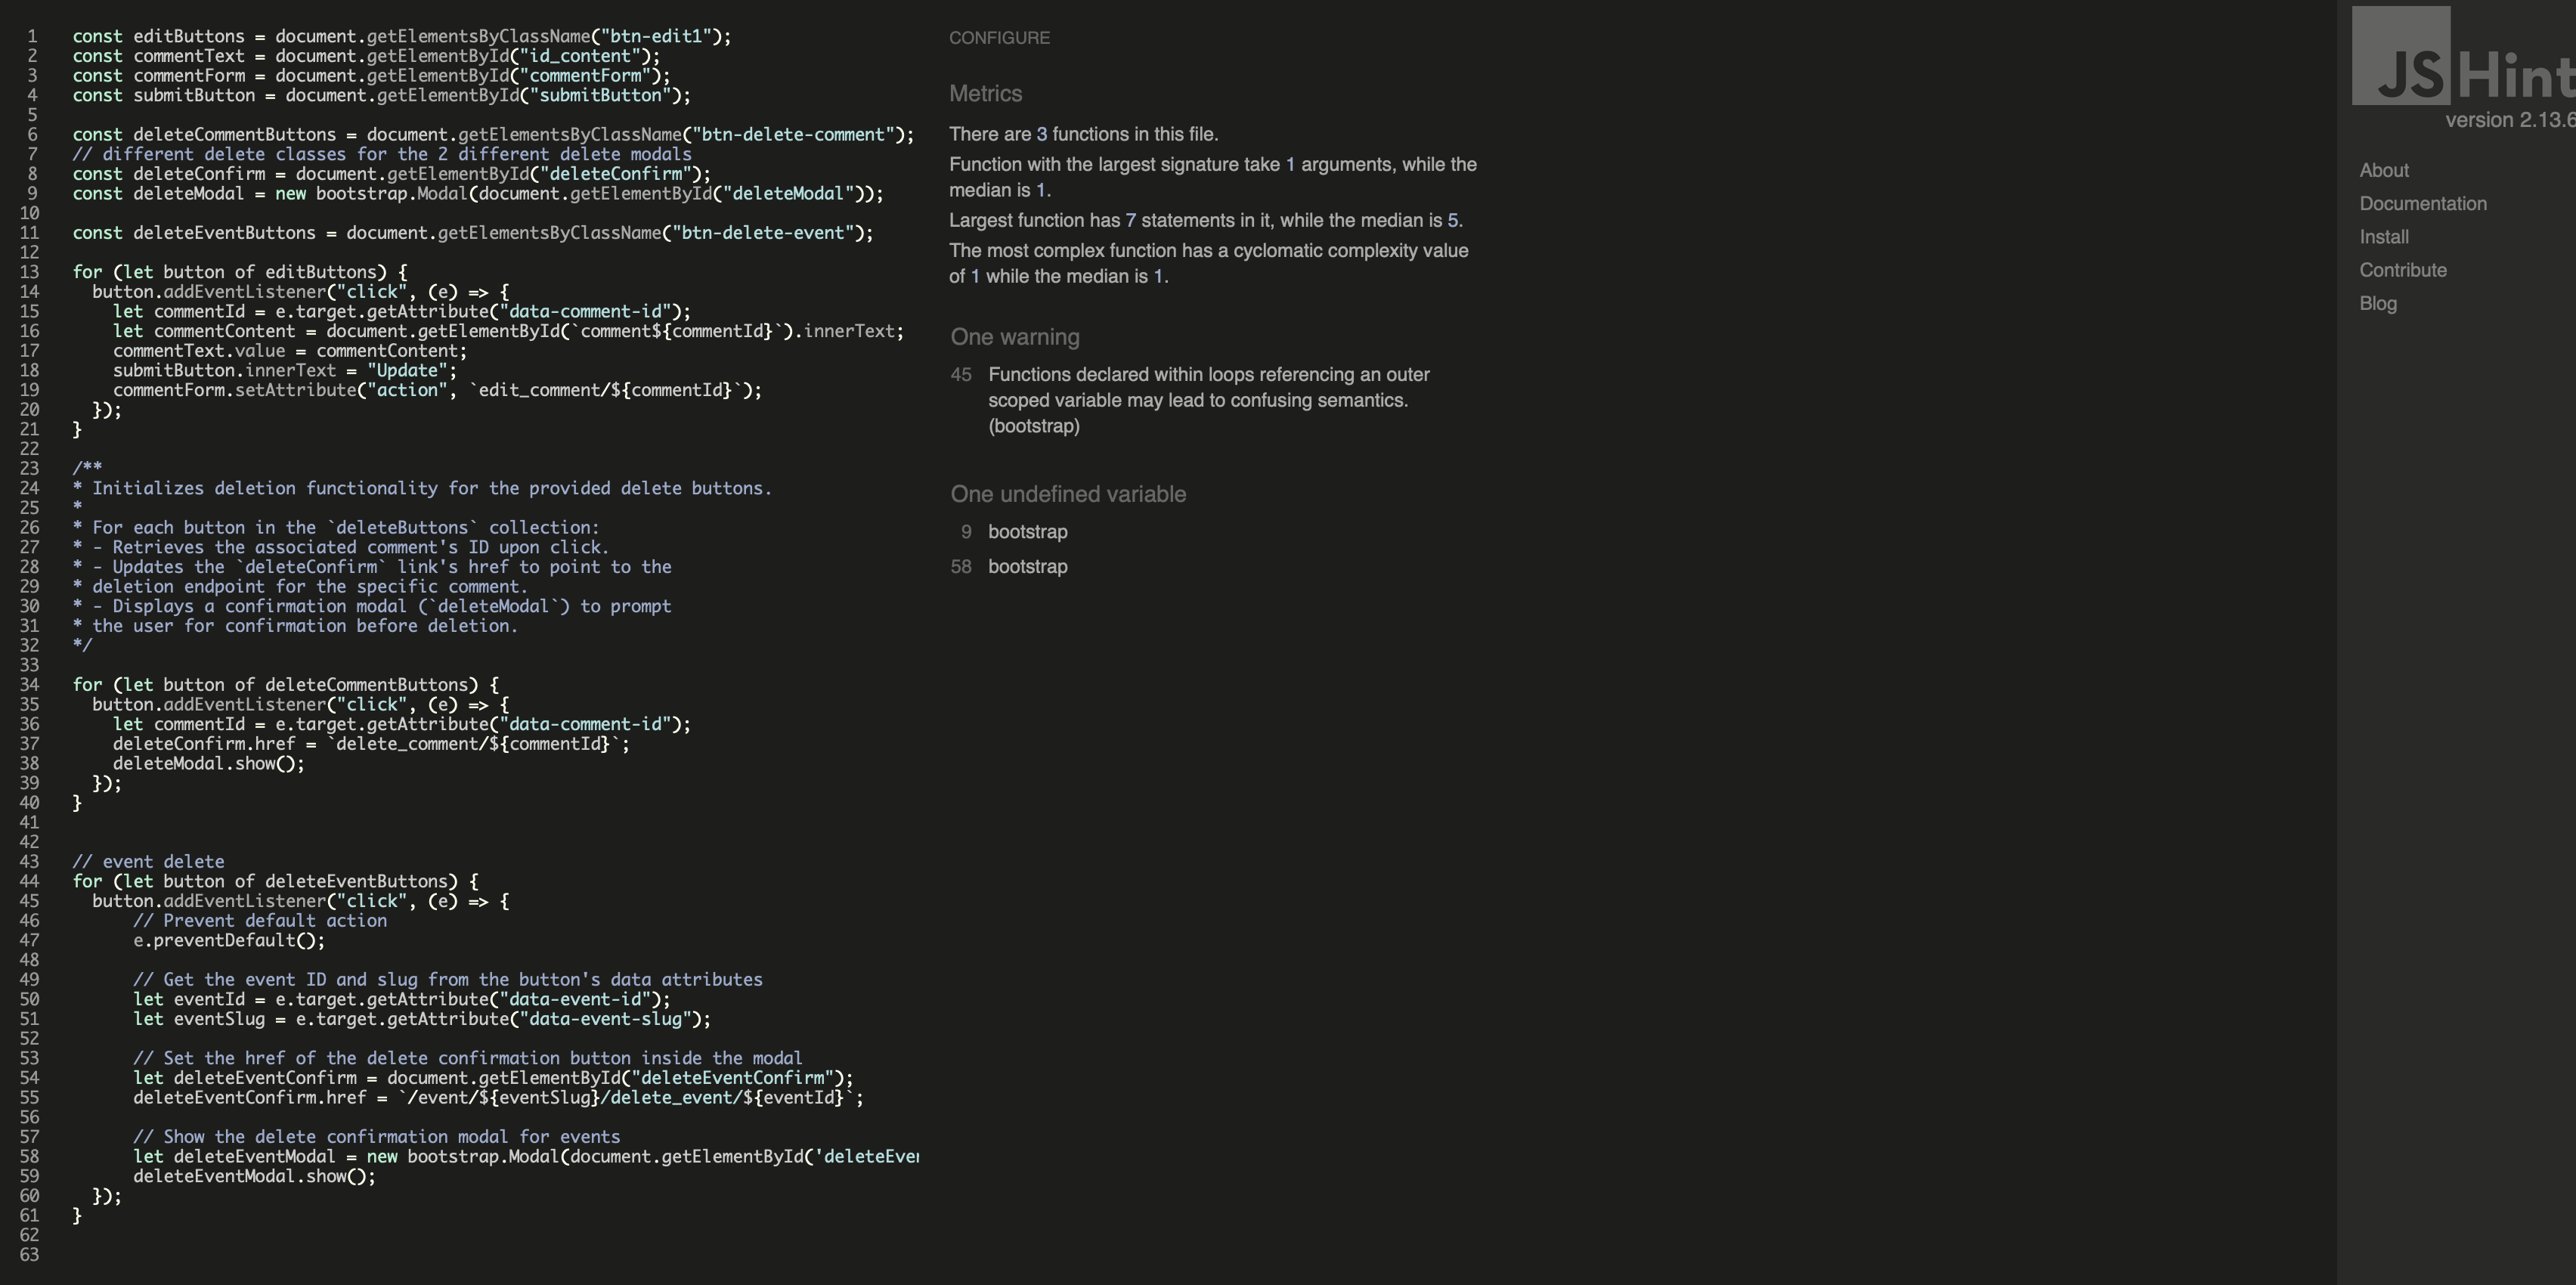 1 const editButtons = document.getElementsByClassName("btn-edit1");
2 const commentText = document.getElementById("id_content");
3 const commentForm = document.getElementById("commentForm");
4 const submitButton = document.getElementById("submitButton");
5
6 const deleteCommentButtons = document.getElementsByClassName("btn-delete-comment");
7 // different delete classes for the 2 different delete modals
8 const deleteConfirm = document.getElementById("deleteConfirm");
9 const deleteModal = new bootstrap.Modal(document.getElementById("deleteModal"));
10
11 const deleteEventButtons = document.getElementsByClassName("btn-delete-event");
12
13 for (let button of editButtons) {
14 button.addEventListener("click", (e) => {
15 let commentId = e.target.getAttribute("data-comment-id");
16 let commentContent = document.getElementById(`comment${commentId}`).innerText;
17 commentText.value = commentContent;
18 submitButton.innerText = "Update";
19 commentForm.setAttribute("action", `edit_comment/${commentId}`);
20 });
21 }
22
23 /**
24 * Initializes deletion functionality for the provided delete buttons.
25 *
26 * For each button in the `deleteButtons` collection:
27 * - Retrieves the associated comment's ID upon click.
28 * - Updates the `deleteConfirm` link's href to point to the
29 * deletion endpoint for the specific comment.
30 * - Displays a confirmation modal (`deleteModal`) to prompt
31 * the user for confirmation before deletion.
32 */
33
34 for (let button of deleteCommentButtons) {
35 button.addEventListener("click", (e) => {
36 let commentId = e.target.getAttribute("data-comment-id");
37 deleteConfirm.href = `delete_comment/${commentId}`;
38 deleteModal.show();
39 });
40 }
41
42
43 // event delete
44 for (let button of deleteEventButtons) {
45 button.addEventListener("click", (e) => {
46 // Prevent default action
47 e.preventDefault();
48
49 // Get the event ID and slug from the button's data attributes
50 let eventId = e.target.getAttribute("data-event-id");
51 let eventSlug = e.target.getAttribute("data-event-slug");
52
53 // Set the href of the delete confirmation button inside the modal
54 let deleteEventConfirm = document.getElementById("deleteEventConfirm");
55 deleteEventConfirm.href = `/event/${eventSlug}/delete_event/${eventId}`;
56
57 // Show the delete confirmation modal for events
58 let deleteEventModal = new bootstrap.Modal(document.getElementById('deleteEve
59 deleteEventModal.show();
60 });
61 }
62
63
CONFIGURE
Metrics
There are 3 functions in this file.
Function with the largest signature take 1 arguments, while the
median is 1.
Largest function has 7 statements in it, while the median is 5.
The most complex function has a cyclomatic complexity value
of 1 while the median is 1.
One warning
45 Functions declared within loops referencing an outer
scoped variable may lead to confusing semantics.
(bootstrap)
One undefined variable
9 bootstrap
58 bootstrap
JSHint
version 2.13.6
About
Documentation
Install
Contribute
Blog